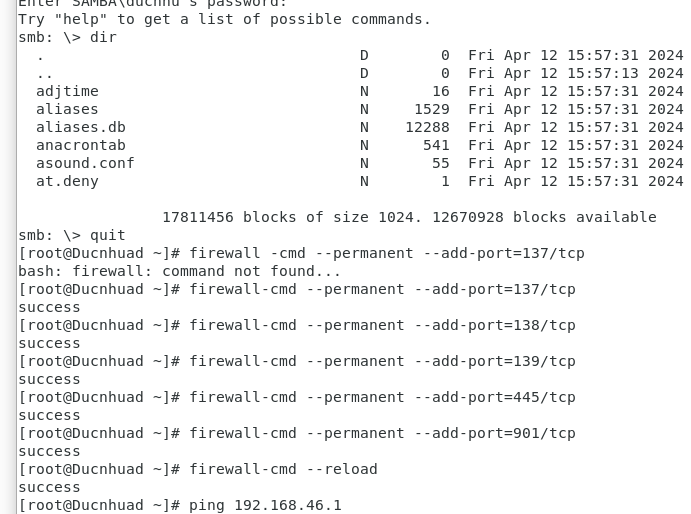 Enter SAMBA\ducnhu's password:
Try "help" to get a list of possible commands.
smb: \> dir
  .                                   D        0  Fri Apr 12 15:57:31 2024
  ..                                  D        0  Fri Apr 12 15:57:13 2024
  adjtime                             N       16  Fri Apr 12 15:57:31 2024
  aliases                             N     1529  Fri Apr 12 15:57:31 2024
  aliases.db                          N    12288  Fri Apr 12 15:57:31 2024
  anacrontab                          N      541  Fri Apr 12 15:57:31 2024
  asound.conf                         N       55  Fri Apr 12 15:57:31 2024
  at.deny                             N        1  Fri Apr 12 15:57:31 2024
                17811456 blocks of size 1024. 12670928 blocks available
smb: \> quit
[root@Ducnhuad ~]# firewall -cmd --permanent --add-port=137/tcp
bash: firewall: command not found...
[root@Ducnhuad ~]# firewall-cmd --permanent --add-port=137/tcp
success
[root@Ducnhuad ~]# firewall-cmd --permanent --add-port=138/tcp
success
[root@Ducnhuad ~]# firewall-cmd --permanent --add-port=139/tcp
success
[root@Ducnhuad ~]# firewall-cmd --permanent --add-port=445/tcp
success
[root@Ducnhuad ~]# firewall-cmd --permanent --add-port=901/tcp
success
[root@Ducnhuad ~]# firewall-cmd --reload
success
[root@Ducnhuad ~]# ping 192.168.46.1